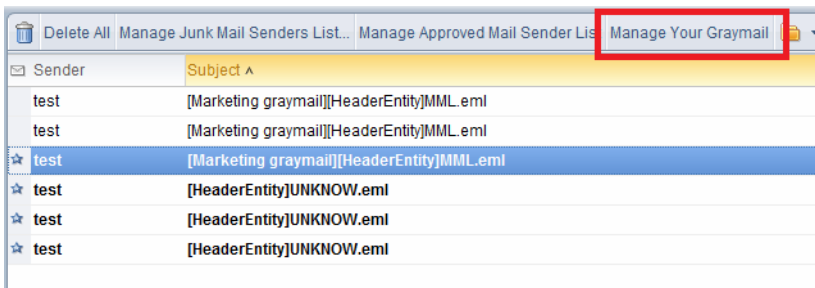 Delete All Manage Junk Mail Senders List... Manage Approved Mail Sender Lis Manage Your Graymail
Sender Subject
test [Marketing graymail][HeaderEntity]MML.eml
test [Marketing graymail][HeaderEntity]MML.eml
test [Marketing graymail][HeaderEntity]MML.eml
test [HeaderEntity]UNKNOW.eml
test [HeaderEntity]UNKNOW.eml
test [HeaderEntity]UNKNOW.eml